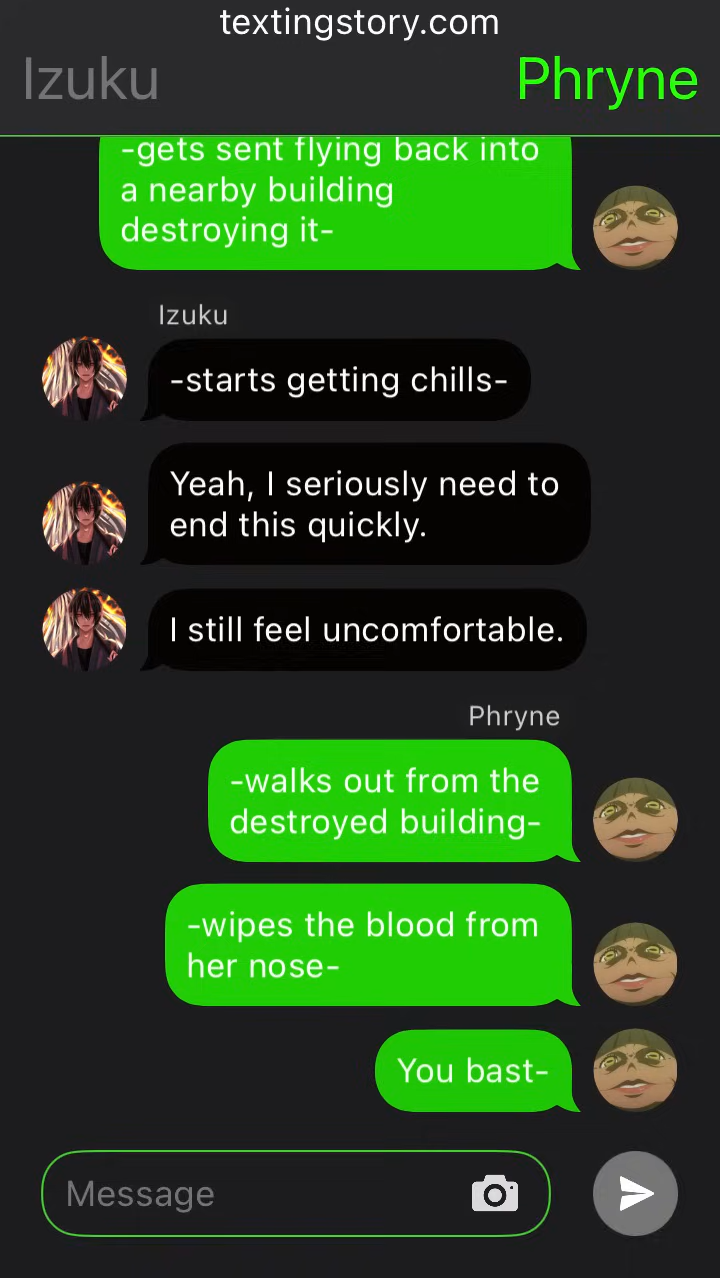 textingstory.com
Izuku
Phryne
-gets sent flying back into
a nearby building
destroying it-
Izuku
-starts getting chills-
Yeah, I seriously need to
end this quickly.
I still feel uncomfortable.
Phryne
-walks out from the
destroyed building-
-wipes the blood from
her nose-
You bast-
Message